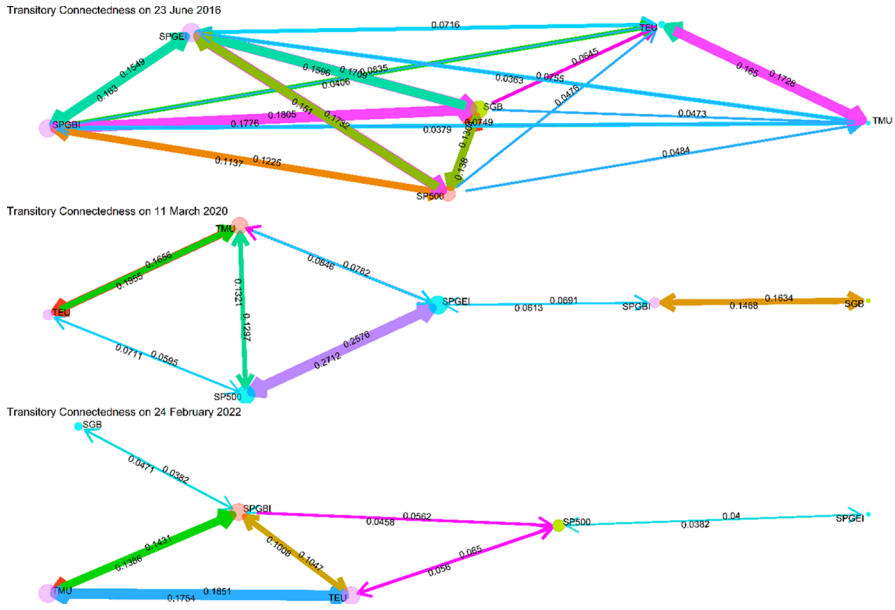 Transitory Connectedness on 23 June 2016
0.0716
SPGEI
TEU
0.0645
0.1549
0.163
0.1596
0.1709
0.0835
0.0406
0.0363
0.0755
0.165
0.1728
0.151
0.1732
0.0476
SGB
SPGBI
0.1776
0.1805
0.0749
0.0379
0.0473
TMU
0.138
0.1137
0.1226
0.0484
SP500
Transitory Connectedness on 11 March 2020
TMU
0.1955
0.1656
0.0846
0.0782
0.1321
0.1297
TEU
SPGEI
0.0613
0.0691
SPGBI
0.1468
0.1634
SGB
0.0711
0.0595
0.2712
0.2576
SP500
Transitory Connectedness on 24 February 2022
SGB
0.0471
0.0382
SPGBI
0.0458
0.0562
SP500
0.0382
0.04
SPGEI
0.1386
0.1431
0.1008
0.1047
0.056
0.065
TMU
0.1754
0.1851
TEU